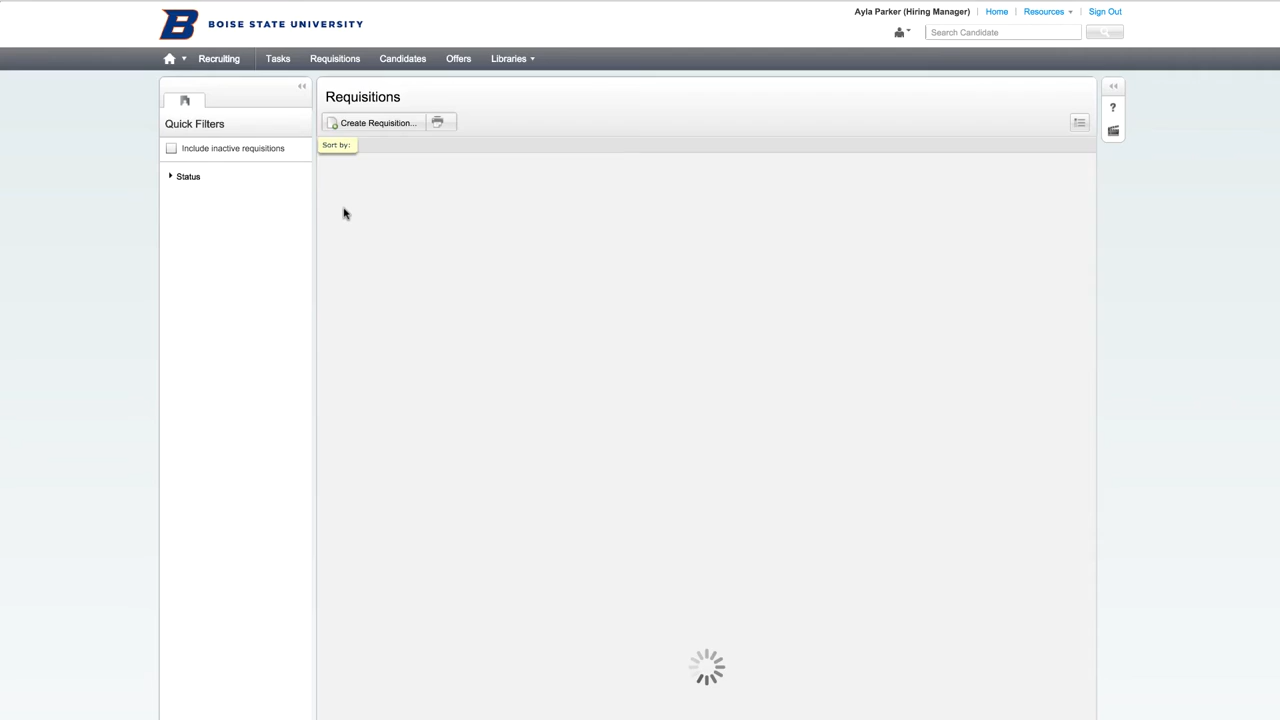 BOISE STATE UNIVERSITY
Ayla Parker (Hiring Manager) | Home | Resources | Sign Out
Search Candidate
Recruiting Tasks Requisitions Candidates Offers Libraries
Quick Filters
Include inactive requisitions
Status
Requisitions
Create Requisition...
Sort by:
?